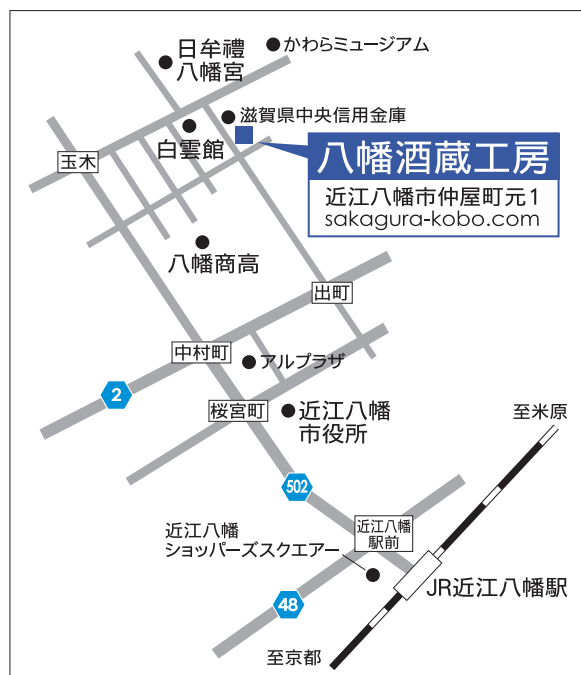 日牟禮
八幡宮
かわらミュージアム
滋賀県中央信用金庫
白雲館
玉木
八幡酒蔵工房
近江八幡市仲屋町元1
sakagura-kobo.com
八幡商高
出町
中村町
アルプラザ
2
桜宮町
近江八幡
市役所
至米原
502
近江八幡
駅前
近江八幡
ショッパーズスクエアー
JR近江八幡駅
48
至京都